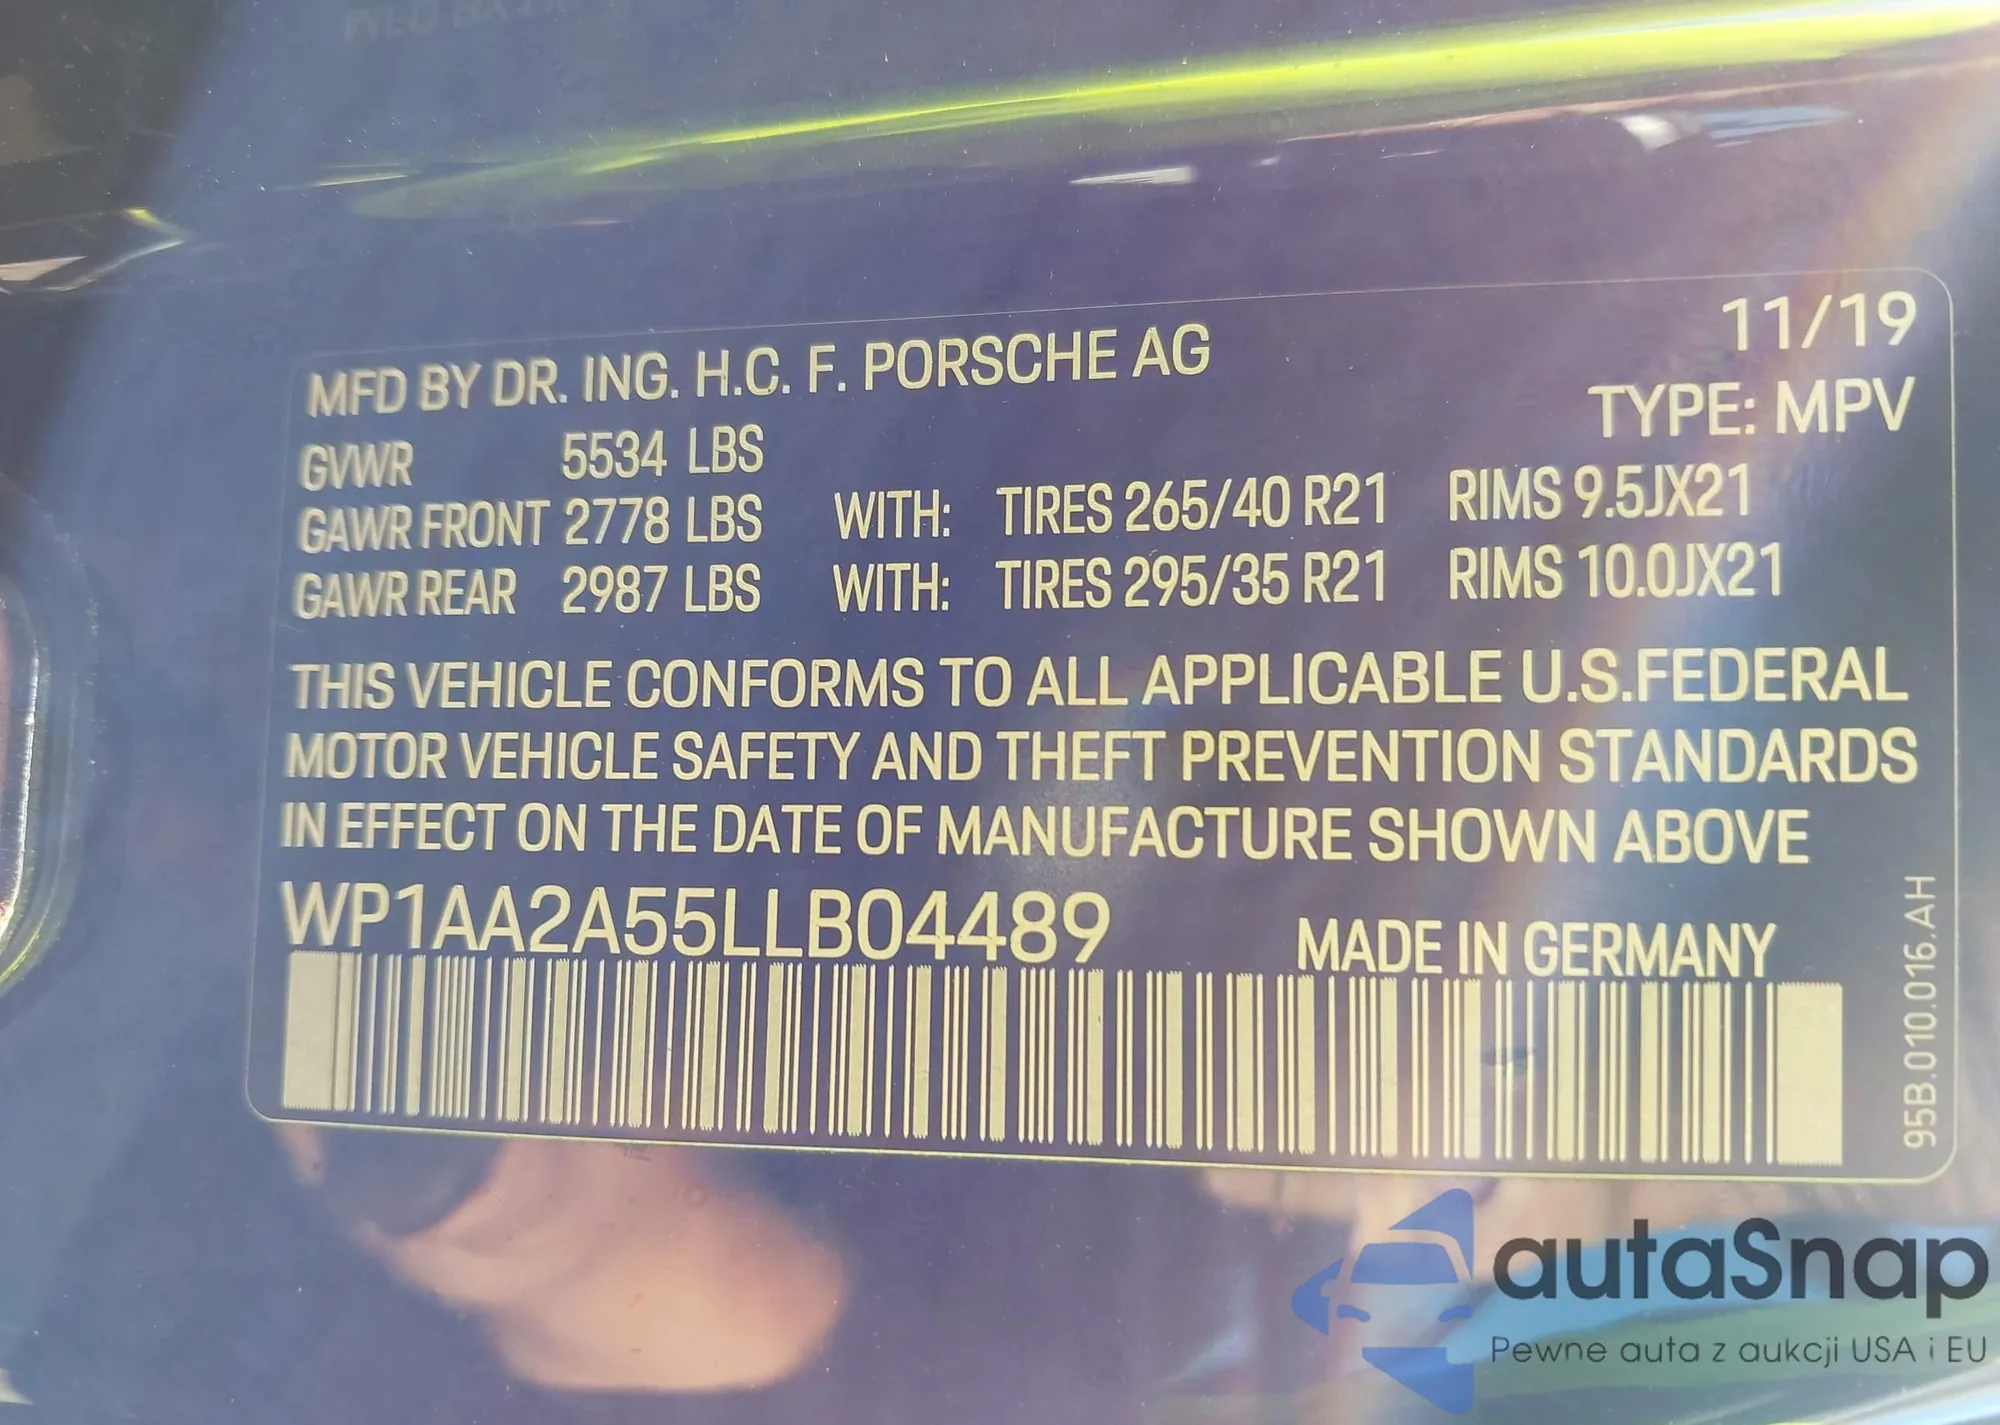 11/19
MFD BY DR. ING. H.C. F. PORSCHE AG
TYPE: MPV
GVWR 5534 LBS
GAWR FRONT 2778 LBS WITH: TIRES 265/40 R21 RIMS 9.5JX21
GAWR REAR 2987 LBS WITH: TIRES 295/35 R21 RIMS 10.0JX21
THIS VEHICLE CONFORMS TO ALL APPLICABLE U.S.FEDERAL
MOTOR VEHICLE SAFETY AND THEFT PREVENTION STANDARDS
IN EFFECT ON THE DATE OF MANUFACTURE SHOWN ABOVE
WP1AA2A55LLB04489
MADE IN GERMANY
95B.010.016.AH
autaSnap
Pewne auta z aukcji USA i EU